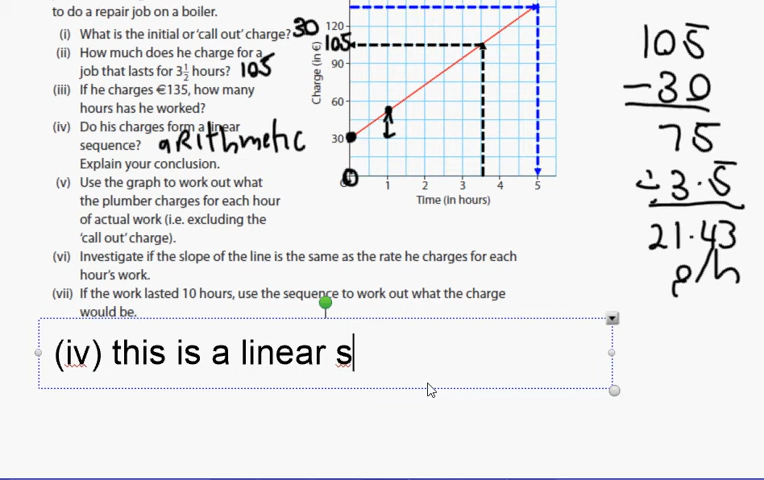 to do a repair job on a boiler.
(i) What is the initial or 'call out' charge? 30
(ii) How much does he charge for a
job that lasts for 3 1/2 hours? 105
(iii) If he charges €135, how many
hours has he worked?
(iv) Do his charges form a linear
sequence? aRithmetic
Explain your conclusion.
(v) Use the graph to work out what
the plumber charges for each hour
of actual work (i.e. excluding the
'call out' charge).
(vi) Investigate if the slope of the line is the same as the rate he charges for each
hour's work.
(vii) If the work lasted 10 hours, use the sequence to work out what the charge
would be.
Charge (in €)
120
105
90
60
30
0
1 2 3 4 5
Time (in hours)
105
-30
75
÷3.5
21.43
p/h
(iv) this is a linear s